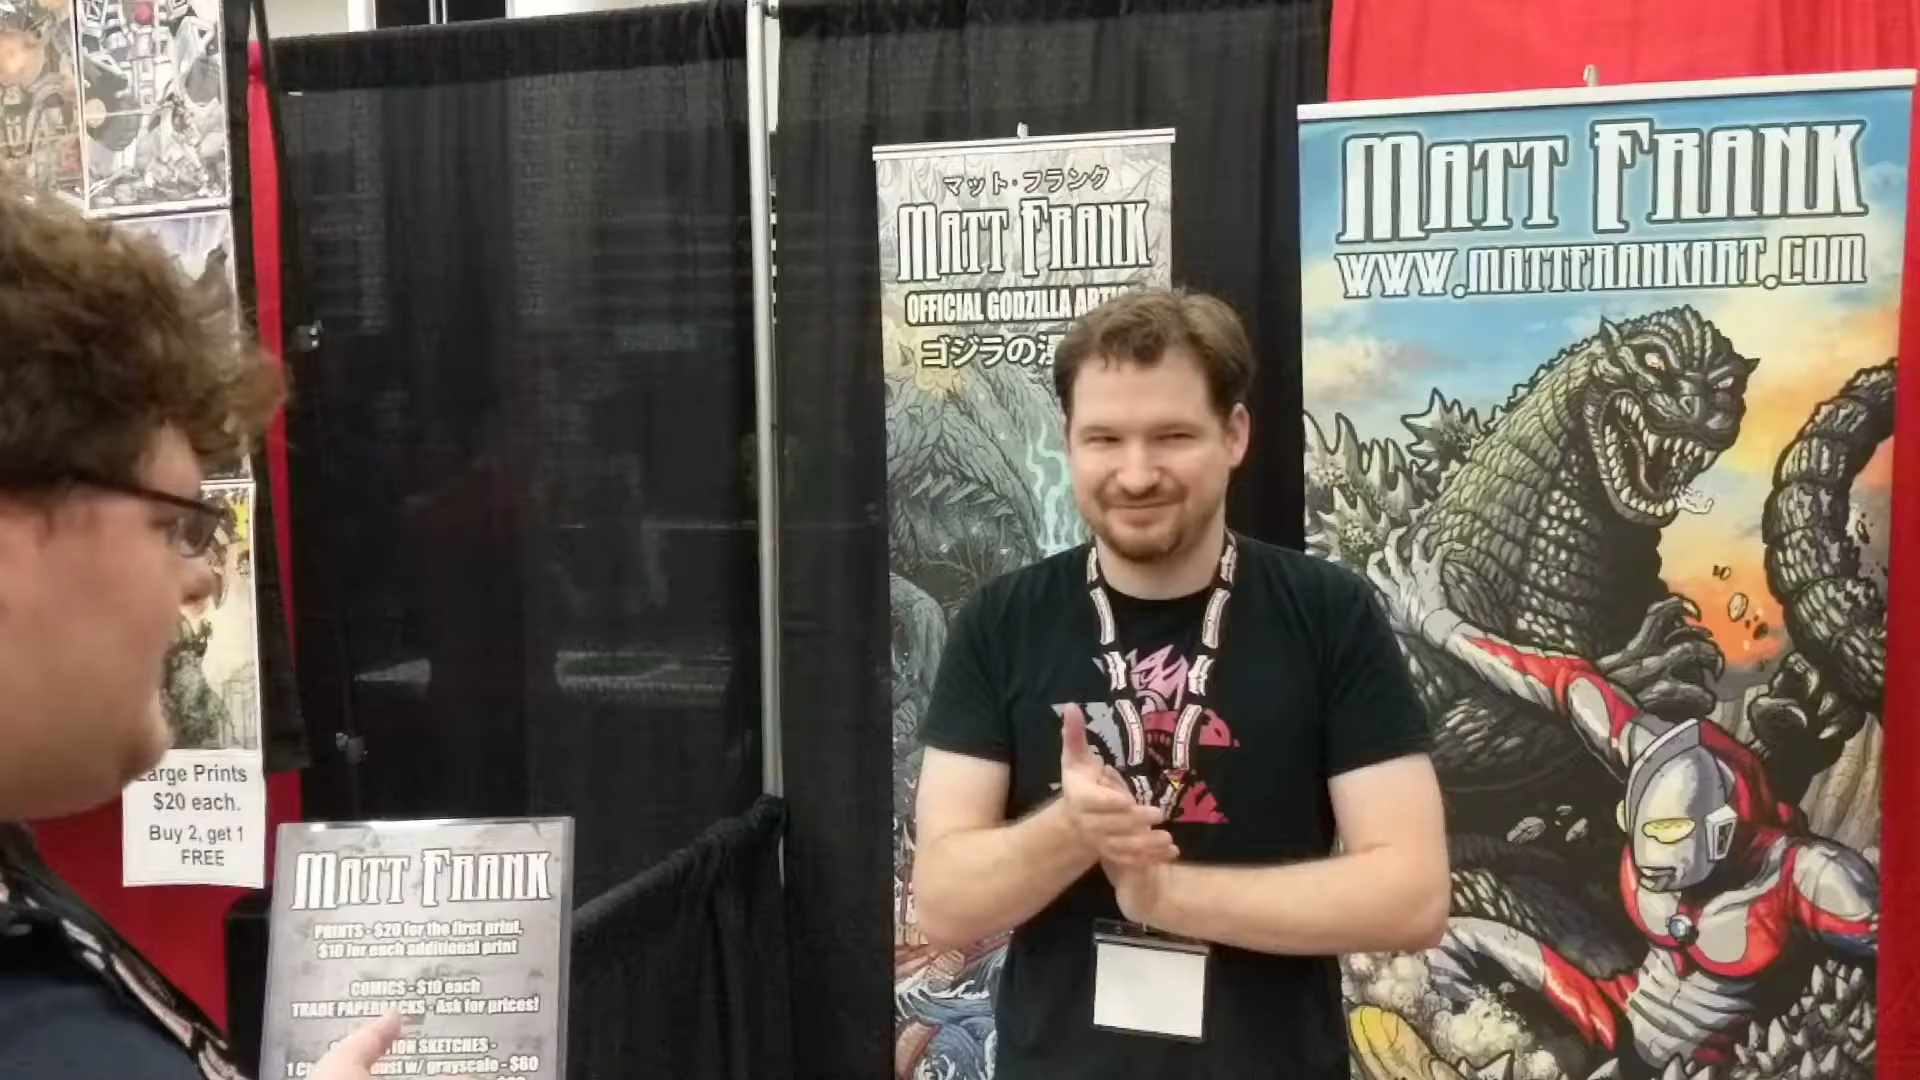 マット・フランク
MATT FRANK
OFFICIAL GODZILLA
ゴジラの
MATT FRANK
WWW.MATTFRANKART.COM
Large Prints
$20 each.
Buy 2, get 1
FREE
MATT FRANK
PRINTS - $20 for the first print,
$10 for each additional print
COMICS - $10 each
TRADE PAPERBACKS - Ask for prices!
SKETCHES -
w/ grayscale - $60